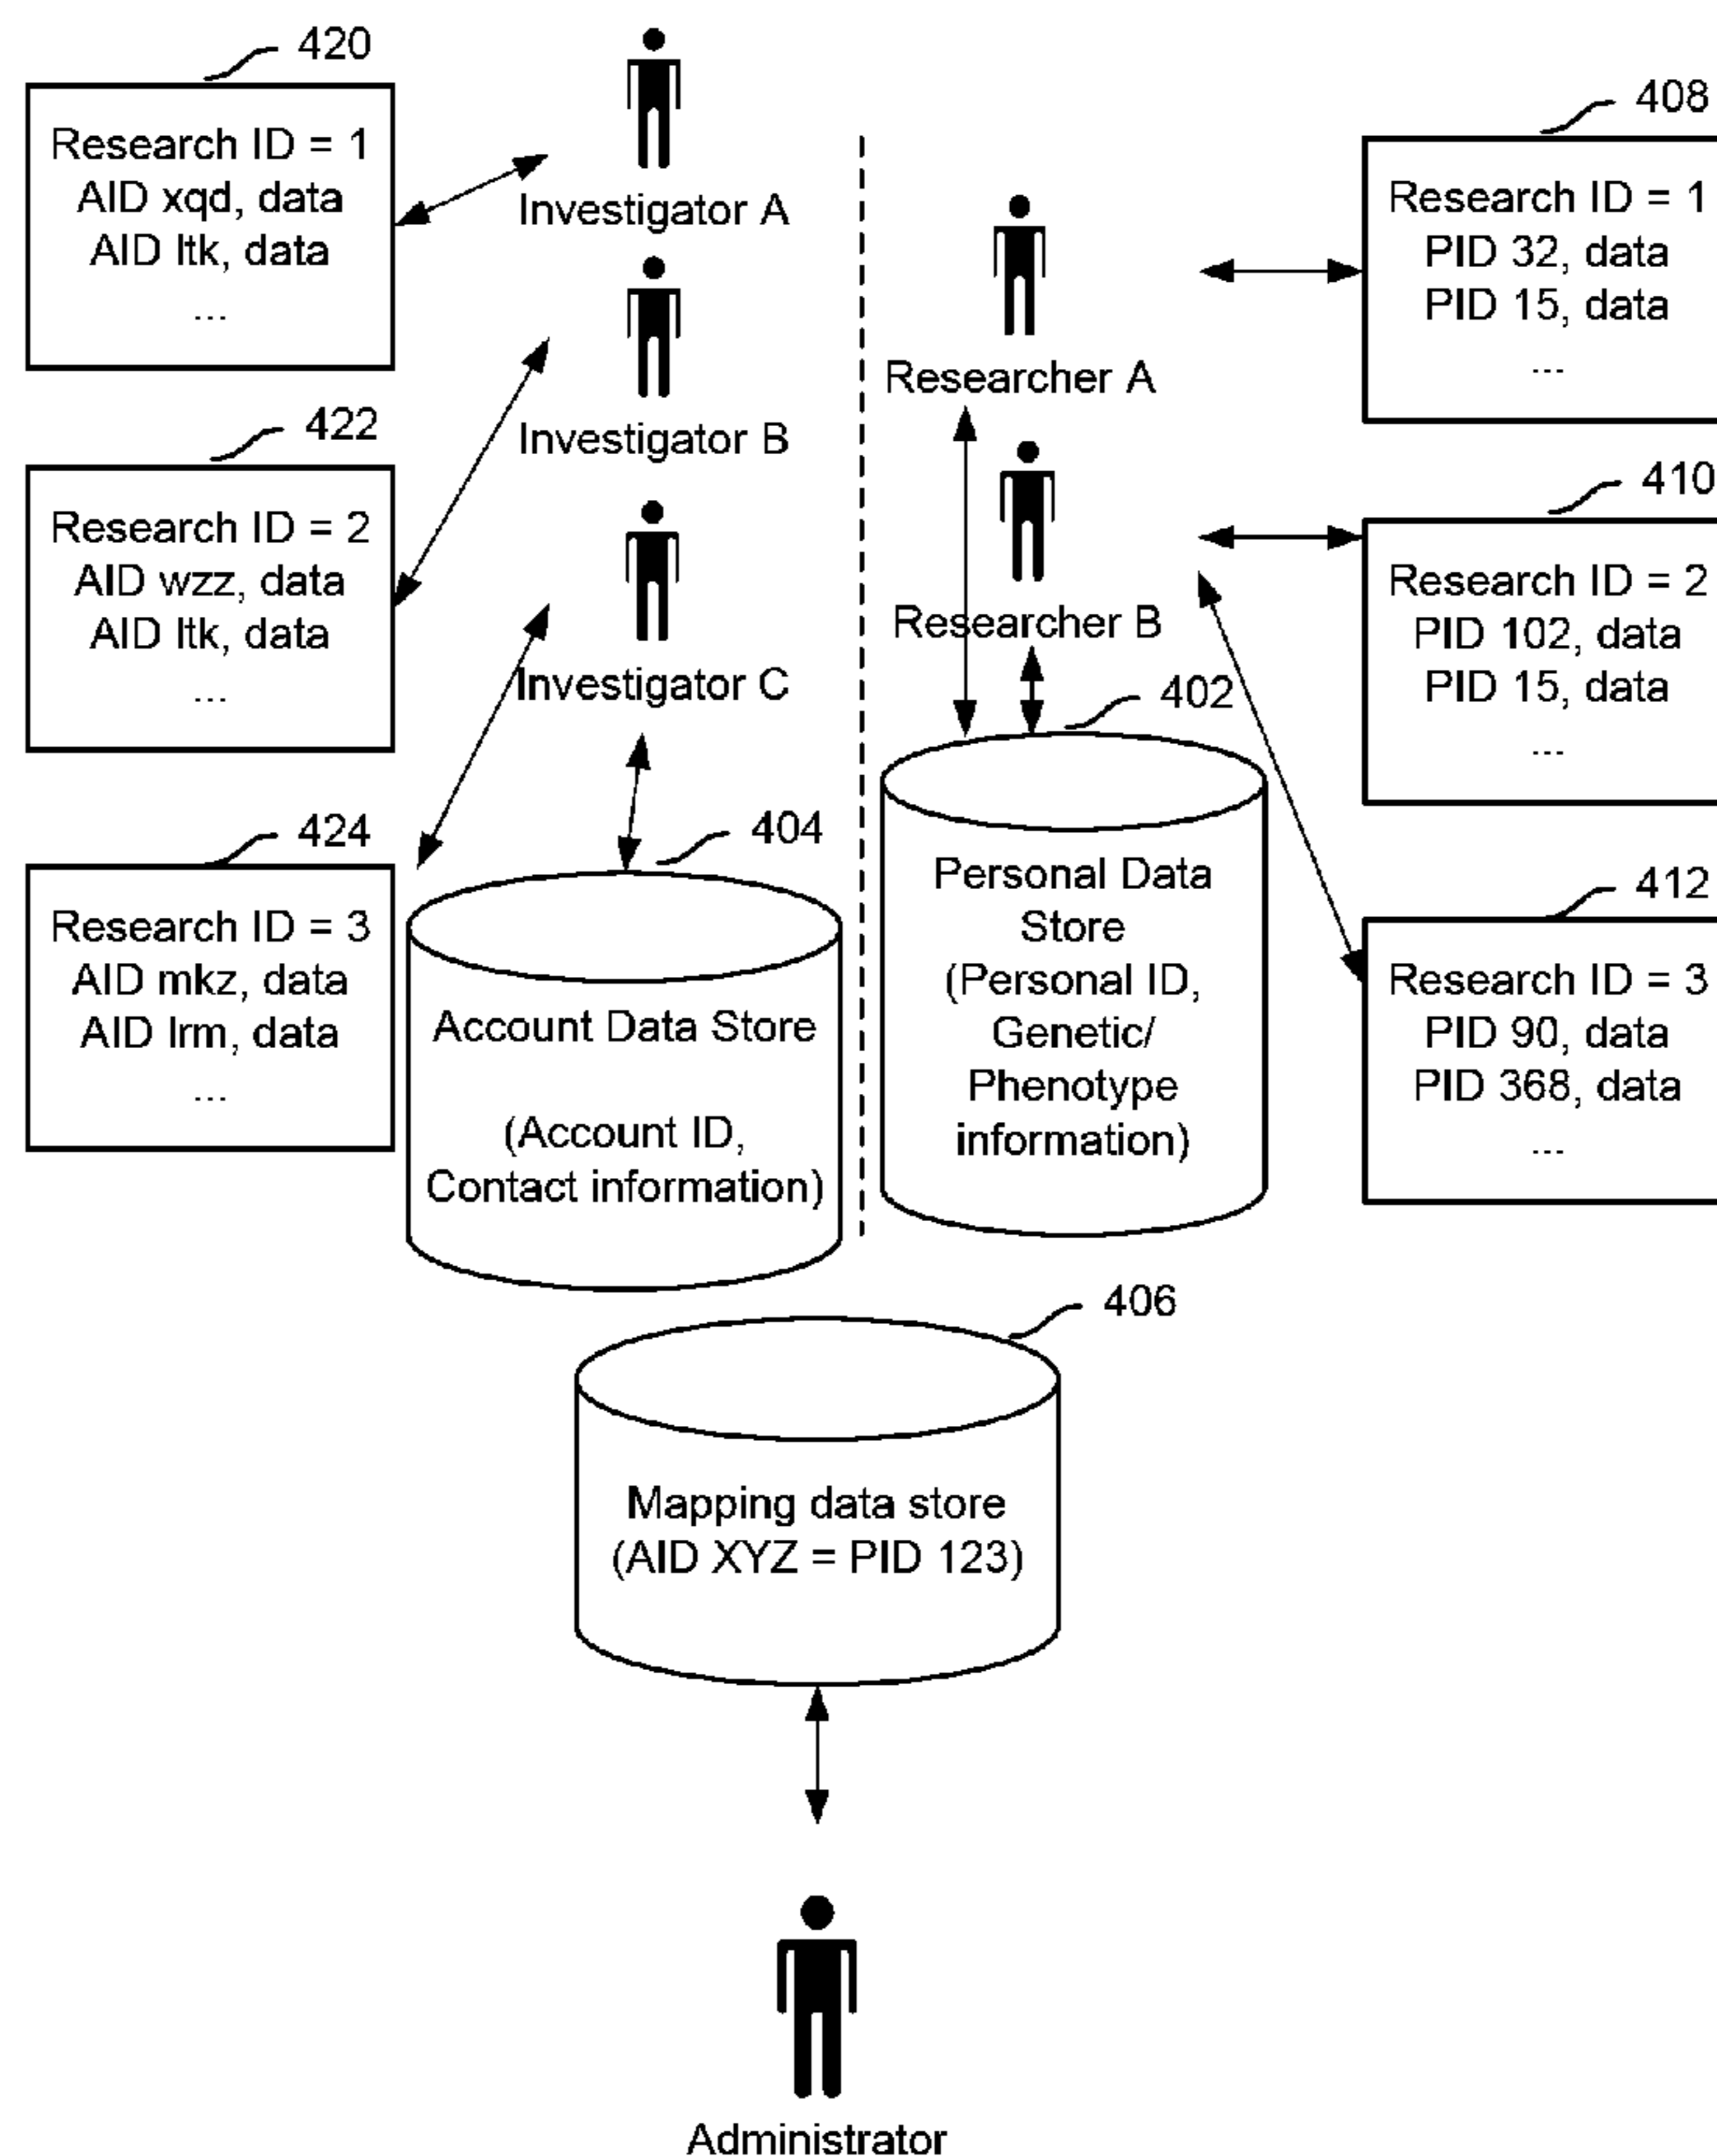 420
Research ID = 1
AID xqd, data
AID ltk, data
...
Investigator A
408
Research ID = 1
PID 32, data
PID 15, data
...
Researcher A
422
Research ID = 2
AID wzz, data
AID ltk, data
...
Investigator B
410
Research ID = 2
PID 102, data
PID 15, data
...
Researcher B
Investigator C
424
Research ID = 3
AID mkz, data
AID lrm, data
...
404
Account Data Store
(Account ID,
Contact information)
402
Personal Data
Store
(Personal ID,
Genetic/
Phenotype
information)
412
Research ID = 3
PID 90, data
PID 368, data
...
406
Mapping data store
(AID XYZ = PID 123)
Administrator